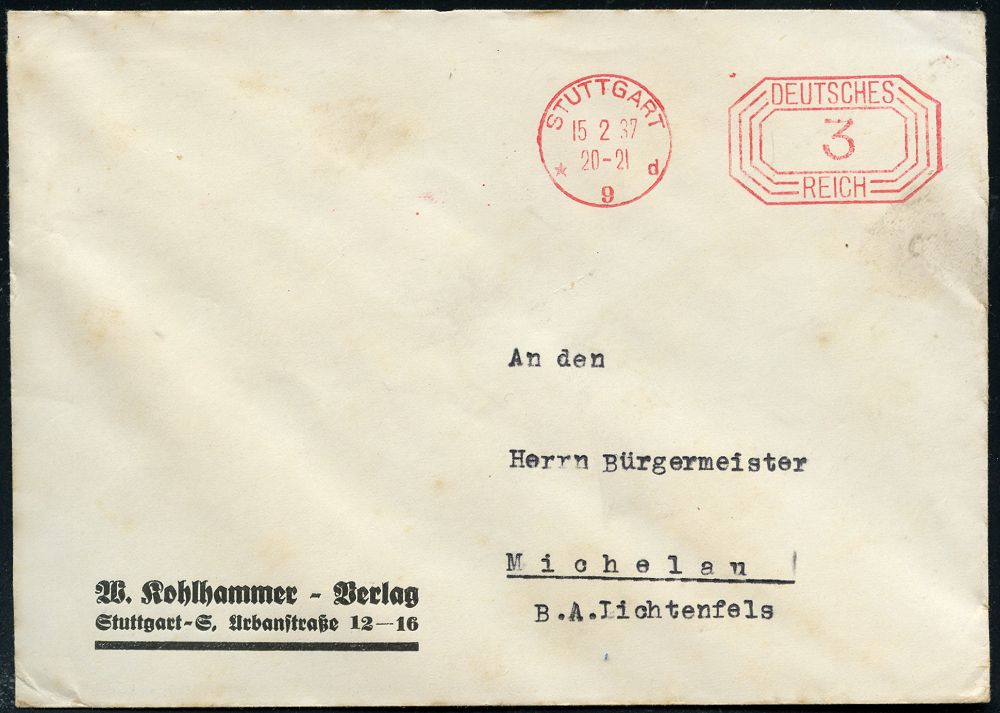 STUTTGART
15 2 37
20-21 d
9
DEUTSCHES
3
REICH
An den
Herrn Bürgermeister
Michelau
B.A.Lichtenfels
W. Kohlhammer - Verlag
Stuttgart-S, Urbanstraße 12—16